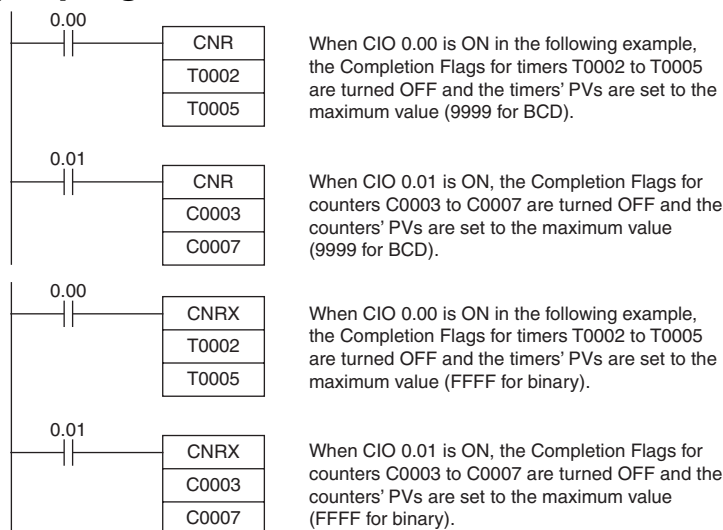 0.00
CNR
T0002
T0005
When CIO 0.00 is ON in the following example,
the Completion Flags for timers T0002 to T0005
are turned OFF and the timers’ PVs are set to the
maximum value (9999 for BCD).
0.01
CNR
C0003
C0007
When CIO 0.01 is ON, the Completion Flags for
counters C0003 to C0007 are turned OFF and the
counters’ PVs are set to the maximum value
(9999 for BCD).
0.00
CNRX
T0002
T0005
When CIO 0.00 is ON in the following example,
the Completion Flags for timers T0002 to T0005
are turned OFF and the timers’ PVs are set to the
maximum value (FFFF for binary).
0.01
CNRX
C0003
C0007
When CIO 0.01 is ON, the Completion Flags for
counters C0003 to C0007 are turned OFF and the
counters’ PVs are set to the maximum value
(FFFF for binary).